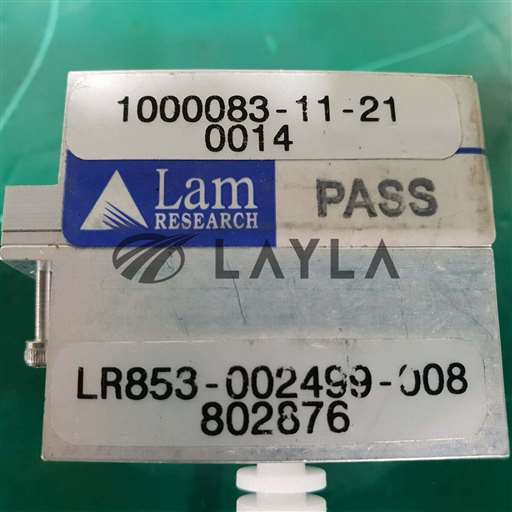 1000083-11-21
0014
Lam
RESEARCH
PASS
LAYLA
LR853-002499-008
802876